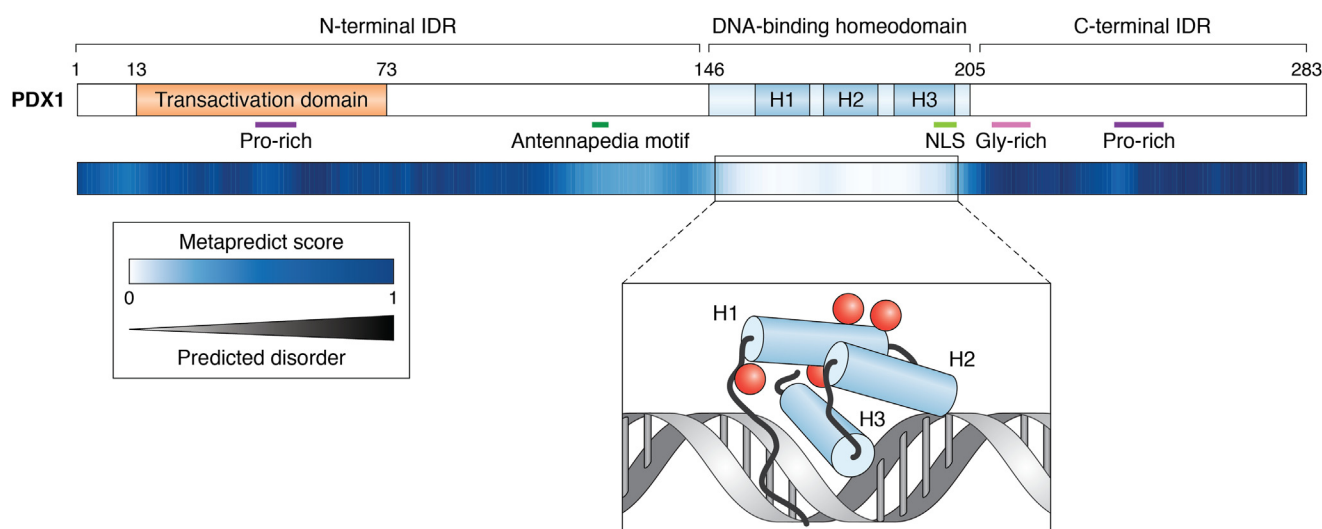 N-terminal IDR DNA-binding homeodomain C-terminal IDR
1 13 73 146 205 283
PDX1 Transactivation domain H1 H2 H3
Pro-rich Antennapedia motif NLS Gly-rich Pro-rich
Metapredict score
0 1
Predicted disorder
H1
H2
H3